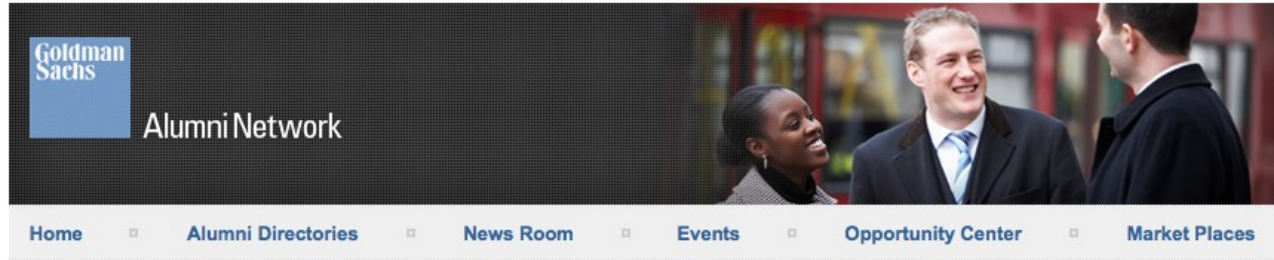 Goldman
Sachs
Alumni Network
Home Alumni Directories News Room Events Opportunity Center Market Places